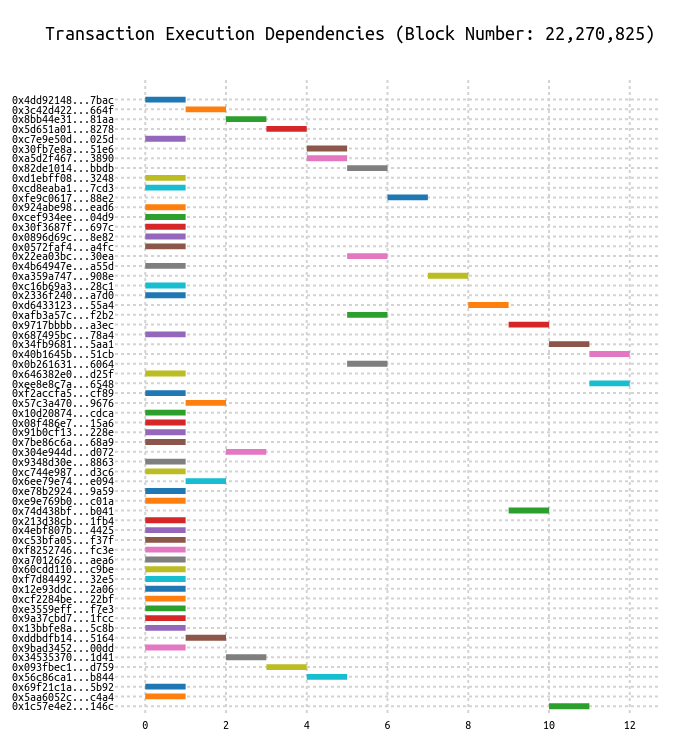 Transaction Execution Dependencies (Block Number: 22,270,825)
0x4dd92148...7bac
0x3c42d422...664f
0x8bb44e31...81aa
0x5d651a01...8278
0xc7e9e50d...025d
0x30fb7e8a...51e6
0xa5d2f467...3890
0x82de1014...bbdb
0xd1ebff08...3248
0xcd8eaba1...7cd3
0xfe9c0617...88e2
0x924abe98...ead6
0xcef934ee...04d9
0x30f3687f...697c
0x0896d69c...8e82
0x0572faf4...a4fc
0x22ea03bc...30ea
0x4b64947e...a55d
0xa359a747...908e
0xc16b69a3...28c1
0x2336f240...a7d0
0xd6433123...55a4
0xafb3a57c...f2b2
0x9717bbbb...a3ec
0x687495bc...78a4
0x34fb9681...5aa1
0x40b1645b...51cb
0x0b261631...6064
0x646382e0...d25f
0xee8e8c7a...6548
0xf2accfa5...cf89
0x57c3a470...9676
0x10d20874...cdca
0x08f486e7...15a6
0x91b0cf13...228e
0x7be86c6a...68a9
0x304e944d...d072
0x9348d30e...8863
0xc744e987...d3c6
0x6ee79e74...e094
0xe78b2924...9a59
0xe9e769b0...c01a
0x74d438bf...b041
0x213d38cb...1fb4
0x4ebf807b...4425
0xc53bfa05...f37f
0xf8252746...fc3e
0xa7012626...aea6
0x60cdd110...c9be
0xf7d84492...32e5
0x12e93ddc...2a06
0xcf2284be...22bf
0xe3559eff...f7e3
0x9a37cbd7...1fcc
0x13bbfe8a...5c8b
0xddbdfb14...5164
0x9bad3452...00dd
0x34535370...1d41
0x093fbec1...d759
0x56c86ca1...b844
0x69f21c1a...5b92
0x5aa6052c...c4a4
0x1c57e4e2...146c
0 2 4 6 8 10 12